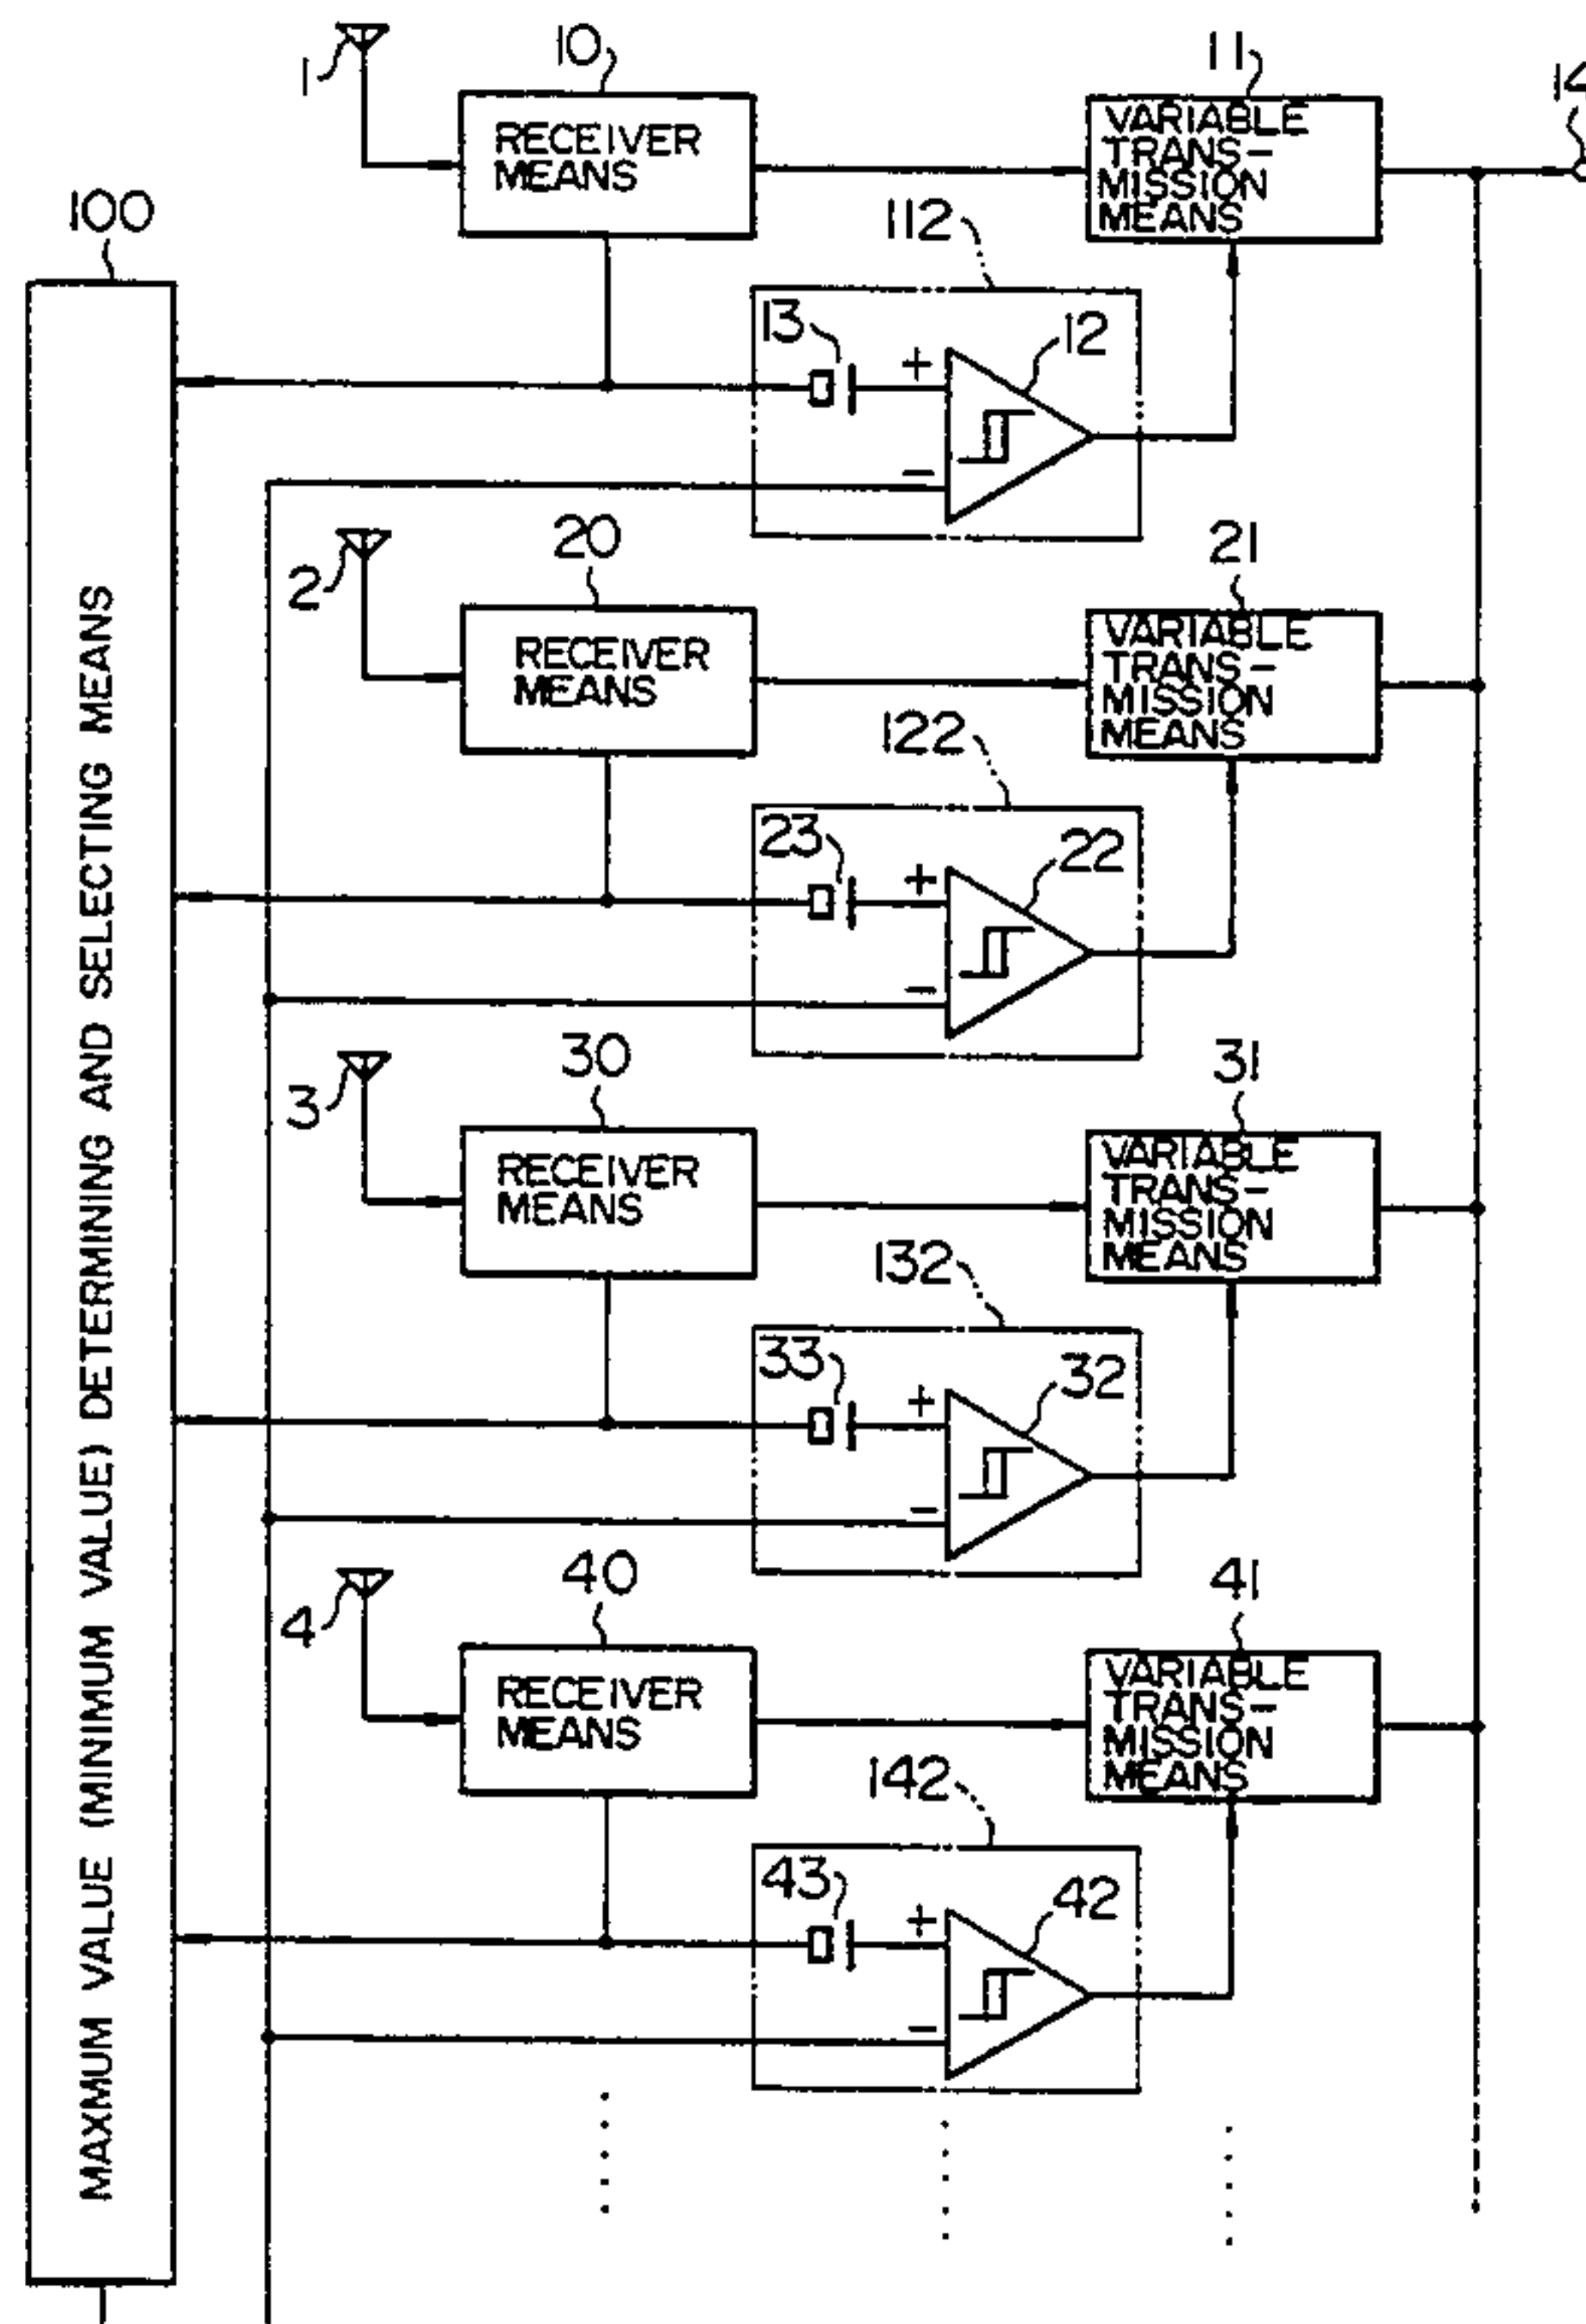 1
10
11
14
RECEIVER
MEANS
VARIABLE
TRANS-
MISSION
MEANS
100
112
13
+
12
-
MAXMUM VALUE (MINIMUM VALUE) DETERMINING AND SELECTING MEANS
2
20
21
RECEIVER
MEANS
VARIABLE
TRANS-
MISSION
MEANS
122
23
+
22
-
3
30
31
RECEIVER
MEANS
VARIABLE
TRANS-
MISSION
MEANS
132
33
+
32
-
4
40
41
RECEIVER
MEANS
VARIABLE
TRANS-
MISSION
MEANS
142
43
+
42
-